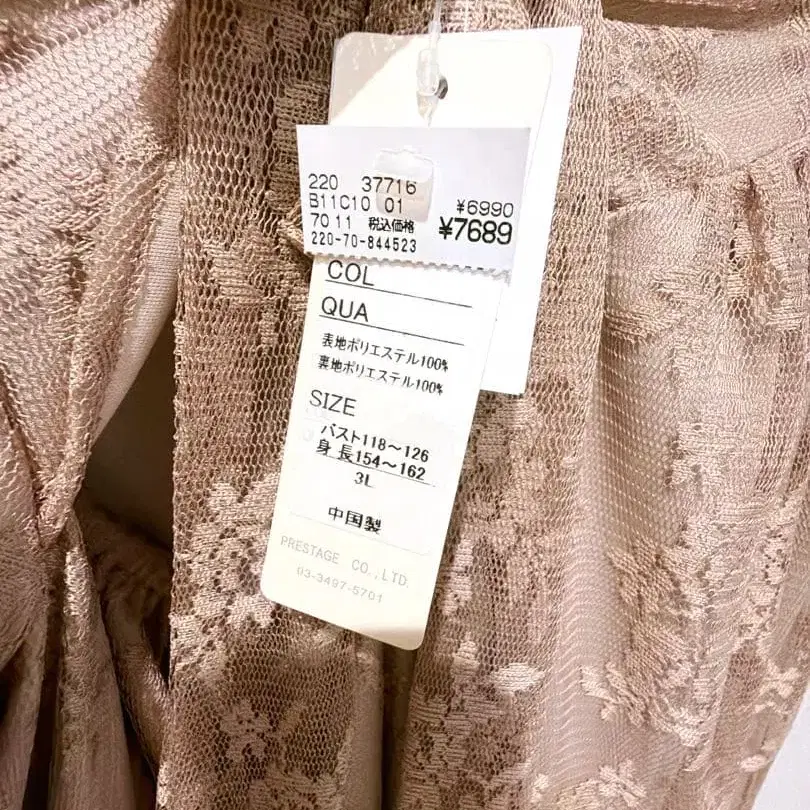 220 37716
B11C10 01 ¥6990
7011 税込価格 ¥7689
220-70-844523
COL
QUA
表地ポリエステル100%
裏地ポリエステル100%
SIZE
バスト118～126
身長154～162
3L
中国製
PRESTAGE CO.,LTD.
03-3497-5701